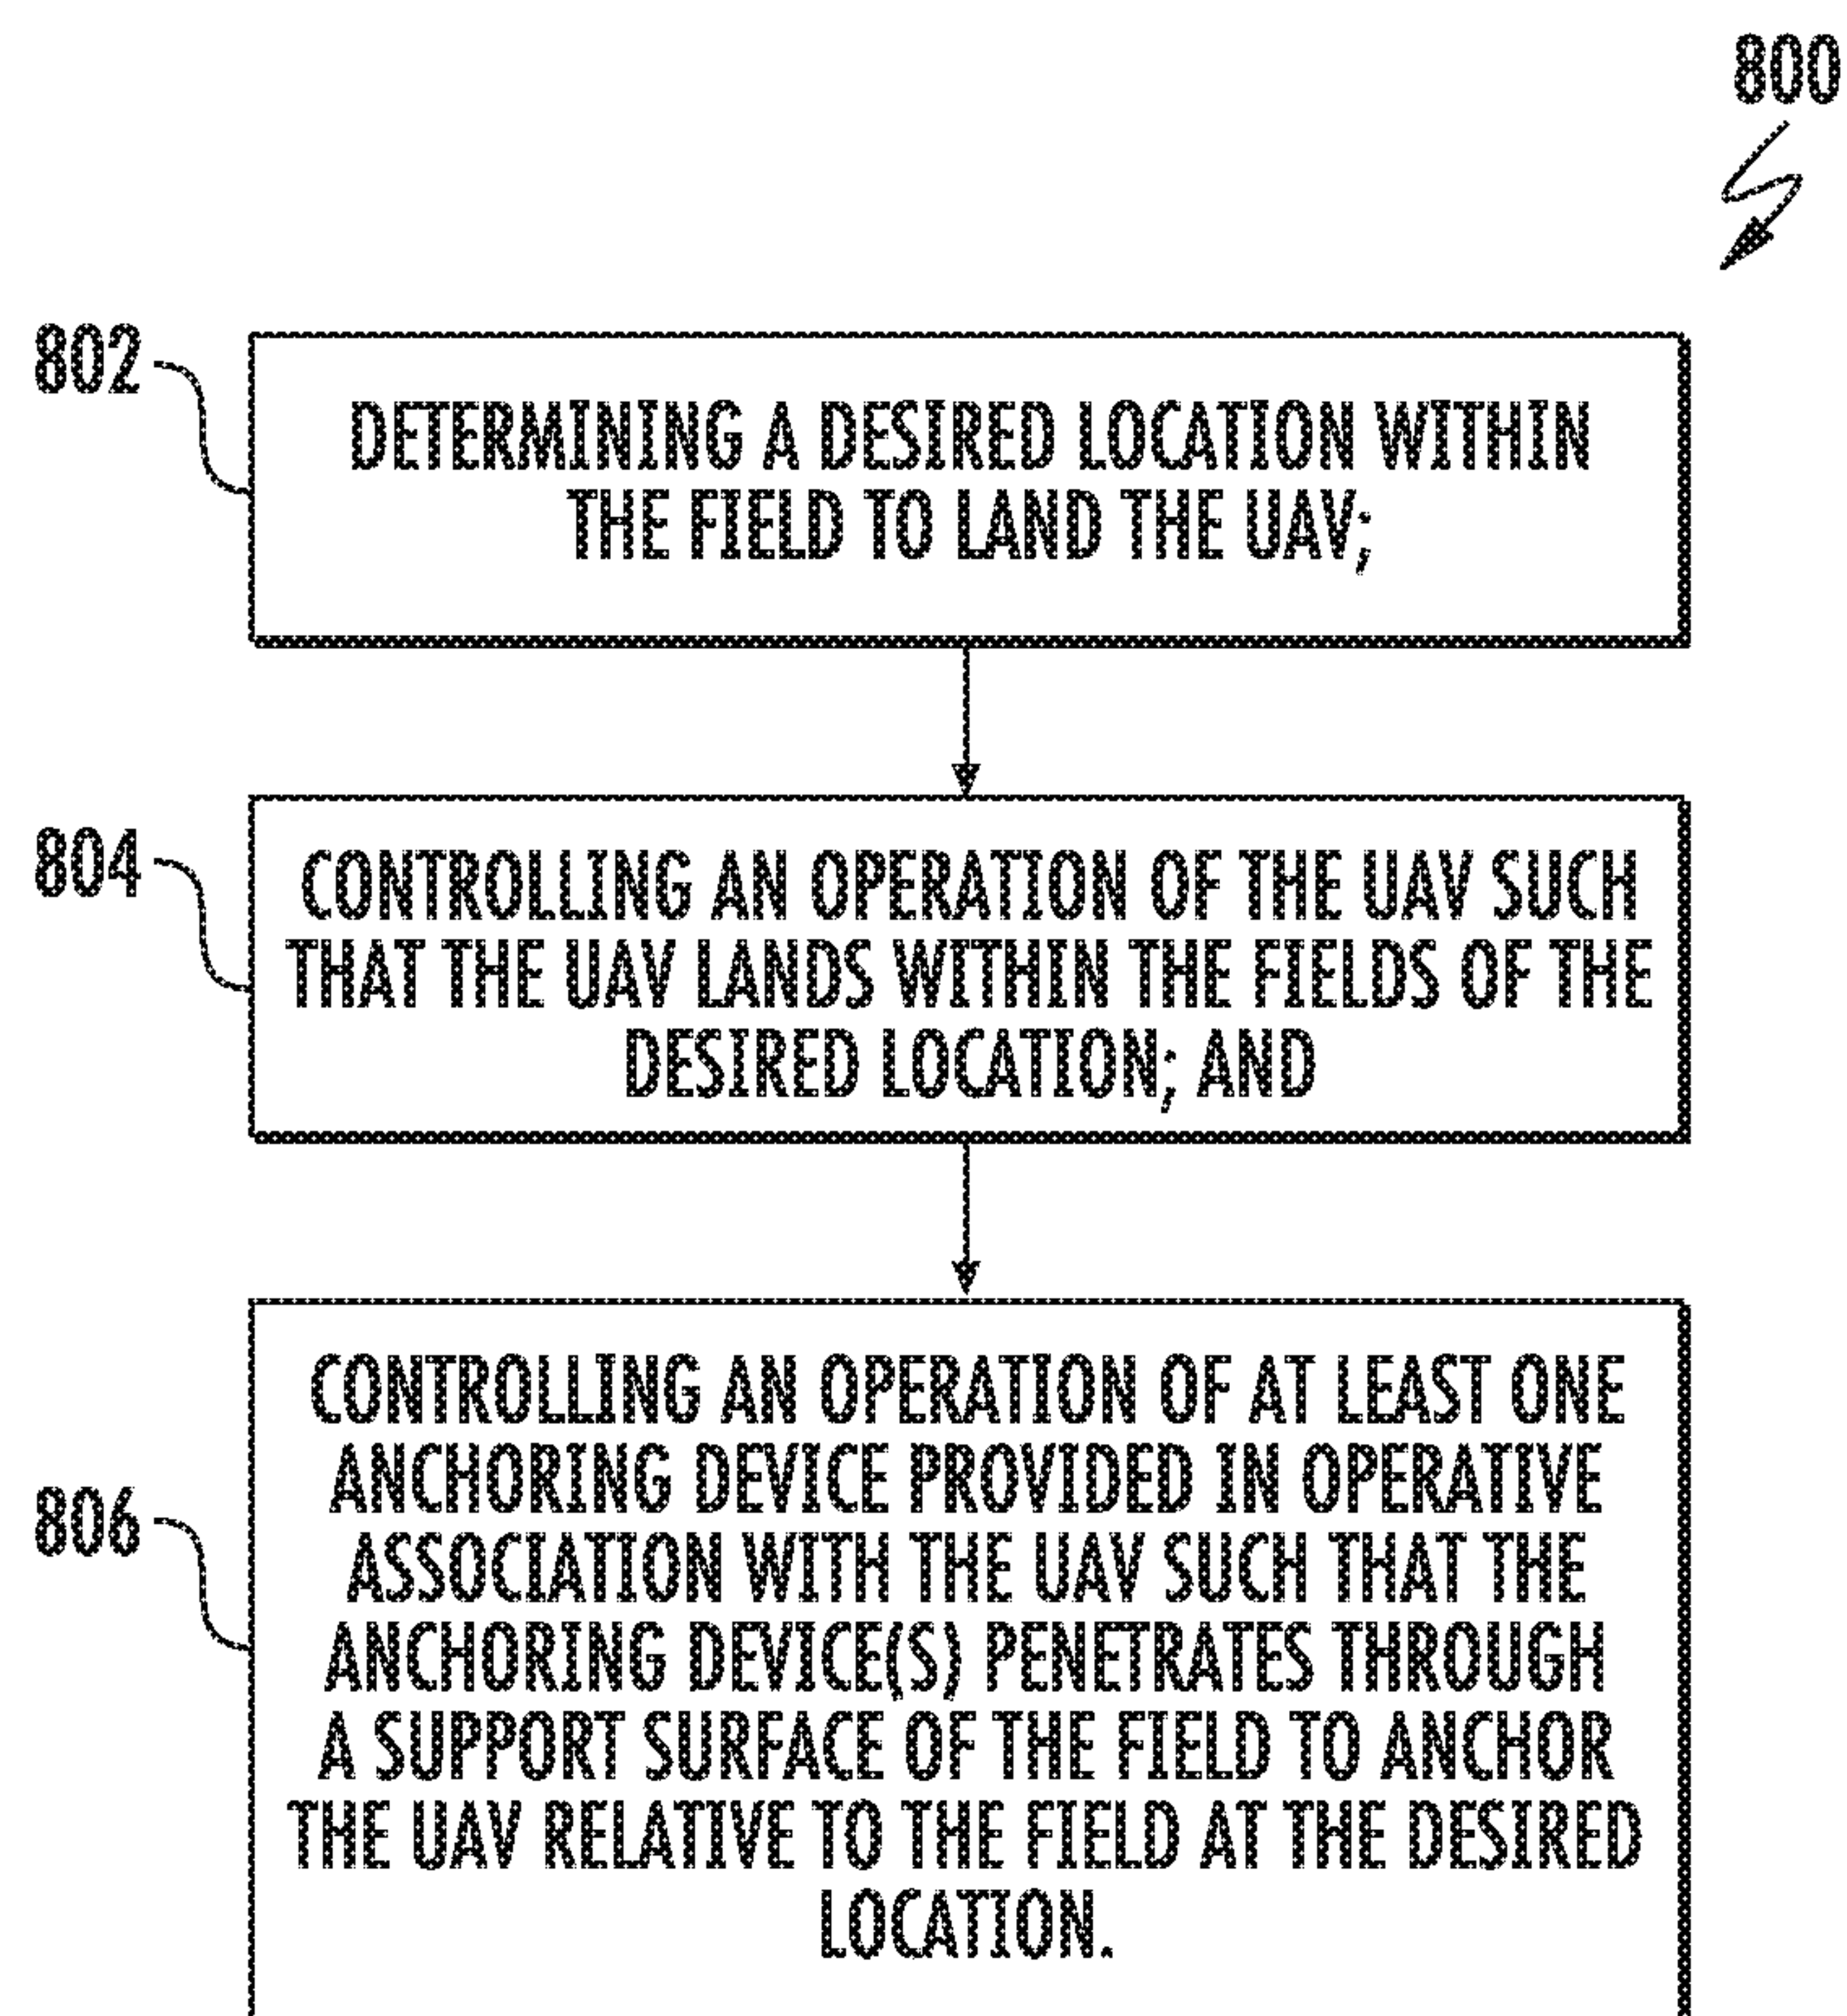 800
802
DETERMINING A DESIRED LOCATION WITHIN
THE FIELD TO LAND THE UAV;
804
CONTROLLING AN OPERATION OF THE UAV SUCH
THAT THE UAV LANDS WITHIN THE FIELDS OF THE
DESIRED LOCATION; AND
806
CONTROLLING AN OPERATION OF AT LEAST ONE
ANCHORING DEVICE PROVIDED IN OPERATIVE
ASSOCIATION WITH THE UAV SUCH THAT THE
ANCHORING DEVICE(S) PENETRATES THROUGH
A SUPPORT SURFACE OF THE FIELD TO ANCHOR
THE UAV RELATIVE TO THE FIELD AT THE DESIRED
LOCATION.